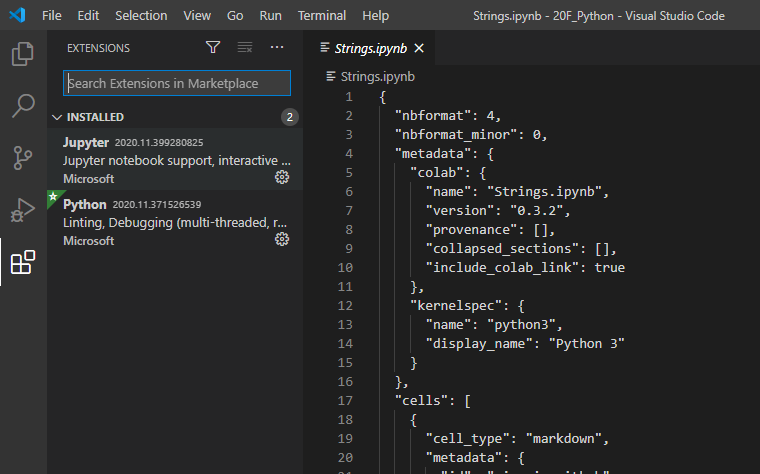 File Edit Selection View Go Run Terminal Help Strings.ipynb - 20F_Python - Visual Studio Code
EXTENSIONS
Search Extensions in Marketplace
INSTALLED 2
Jupyter 2020.11.399280825
Jupyter notebook support, interactive ...
Microsoft
Python 2020.11.371526539
Linting, Debugging (multi-threaded, r...
Microsoft
Strings.ipynb
Strings.ipynb
1 {
2 "nbformat": 4,
3 "nbformat_minor": 0,
4 "metadata": {
5 "colab": {
6 "name": "Strings.ipynb",
7 "version": "0.3.2",
8 "provenance": [],
9 "collapsed_sections": [],
10 "include_colab_link": true
11 },
12 "kernelspec": {
13 "name": "python3",
14 "display_name": "Python 3"
15 }
16 },
17 "cells": [
18 {
19 "cell_type": "markdown",
20 "metadata": {